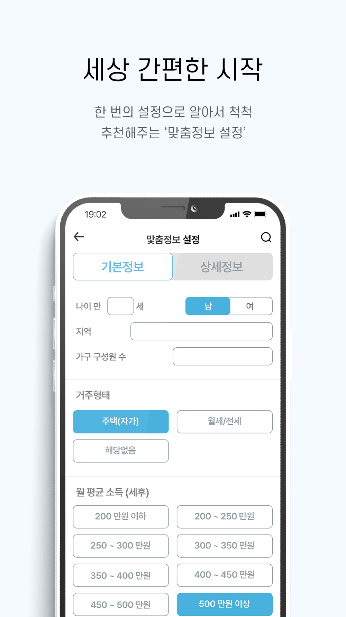 세상 간편한 시작
한 번의 설정으로 알아서 척척
추천해주는 '맞춤정보 설정'
19:02
맞춤정보 설정
기본정보 상세정보
나이 만 세 남 여
지역
가구 구성원 수
거주형태
주택(자가) 월세/전세
해당없음
월 평균 소득 (세후)
200 만원 이하 200 ~ 250 만원
250 ~ 300 만원 300 ~ 350 만원
350 ~ 400 만원 400 ~ 450 만원
450 ~ 500 만원 500 만원 이상